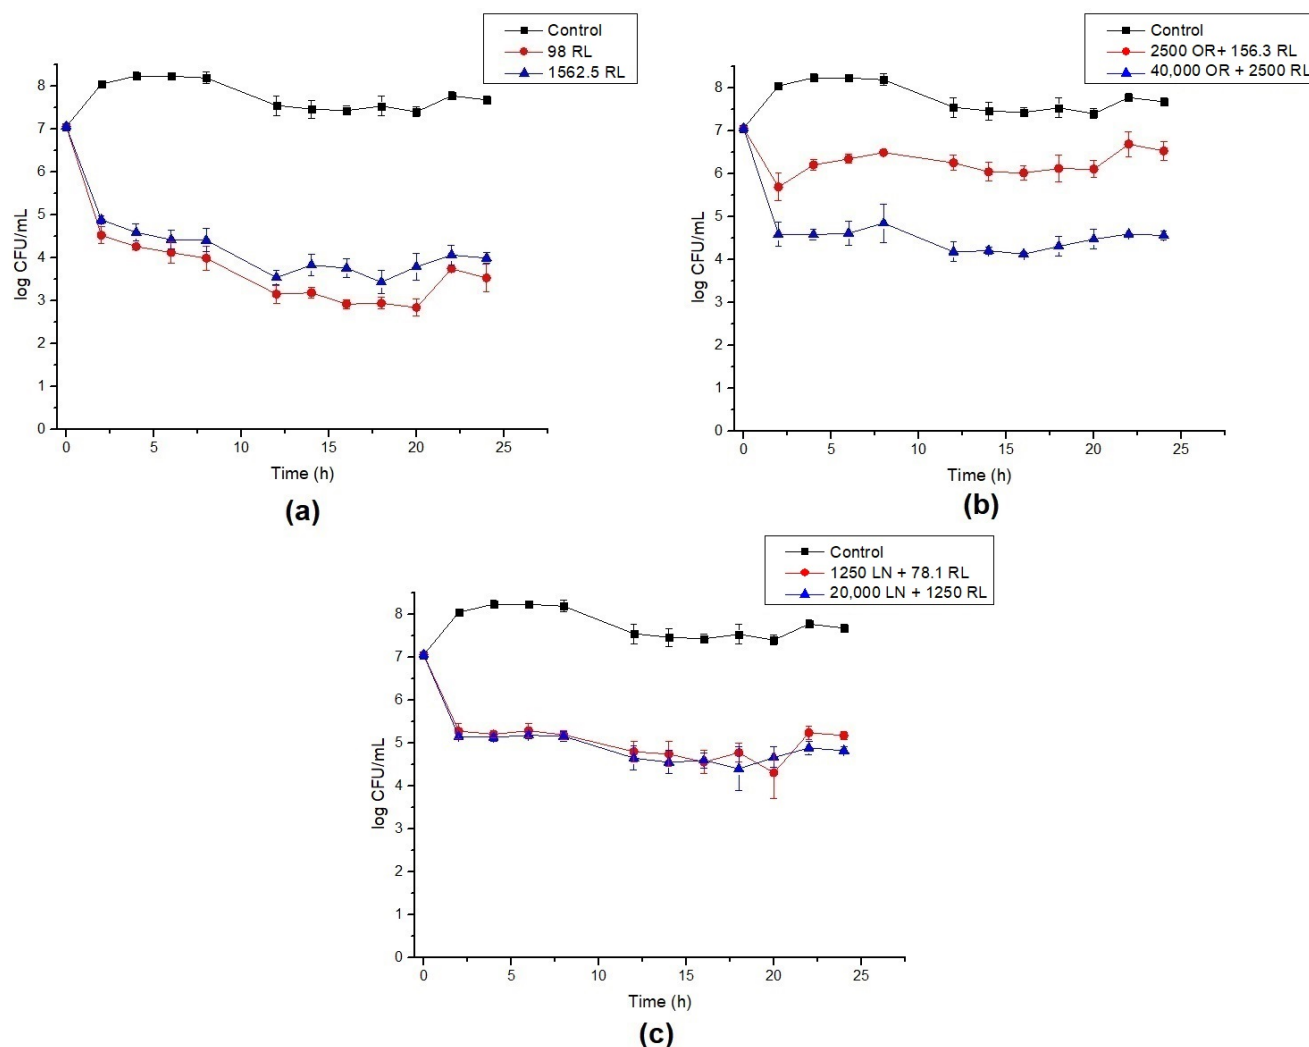 Control
98 RL
1562.5 RL
8
7
6
5
4
3
2
1
0
log CFU/mL
0 5 10 15 20 25
Time (h)
(a)
Control
2500 OR+ 156.3 RL
40,000 OR + 2500 RL
8
7
6
5
4
3
2
1
0
log CFU/mL
0 5 10 15 20 25
Time (h)
(b)
Control
1250 LN + 78.1 RL
20,000 LN + 1250 RL
8
7
6
5
4
3
2
1
0
log CFU/mL
0 5 10 15 20 25
Time (h)
(c)